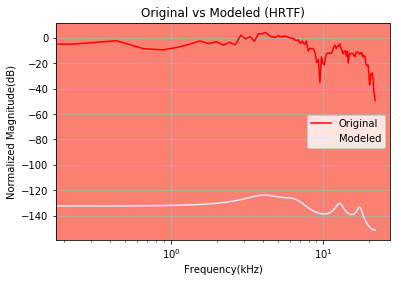 Original vs Modeled (HRTF)
Normalized Magnitude(dB)
0
−20
−40
−60
−80
−100
−120
−140
Original
Modeled
10⁰
10¹
Frequency(kHz)